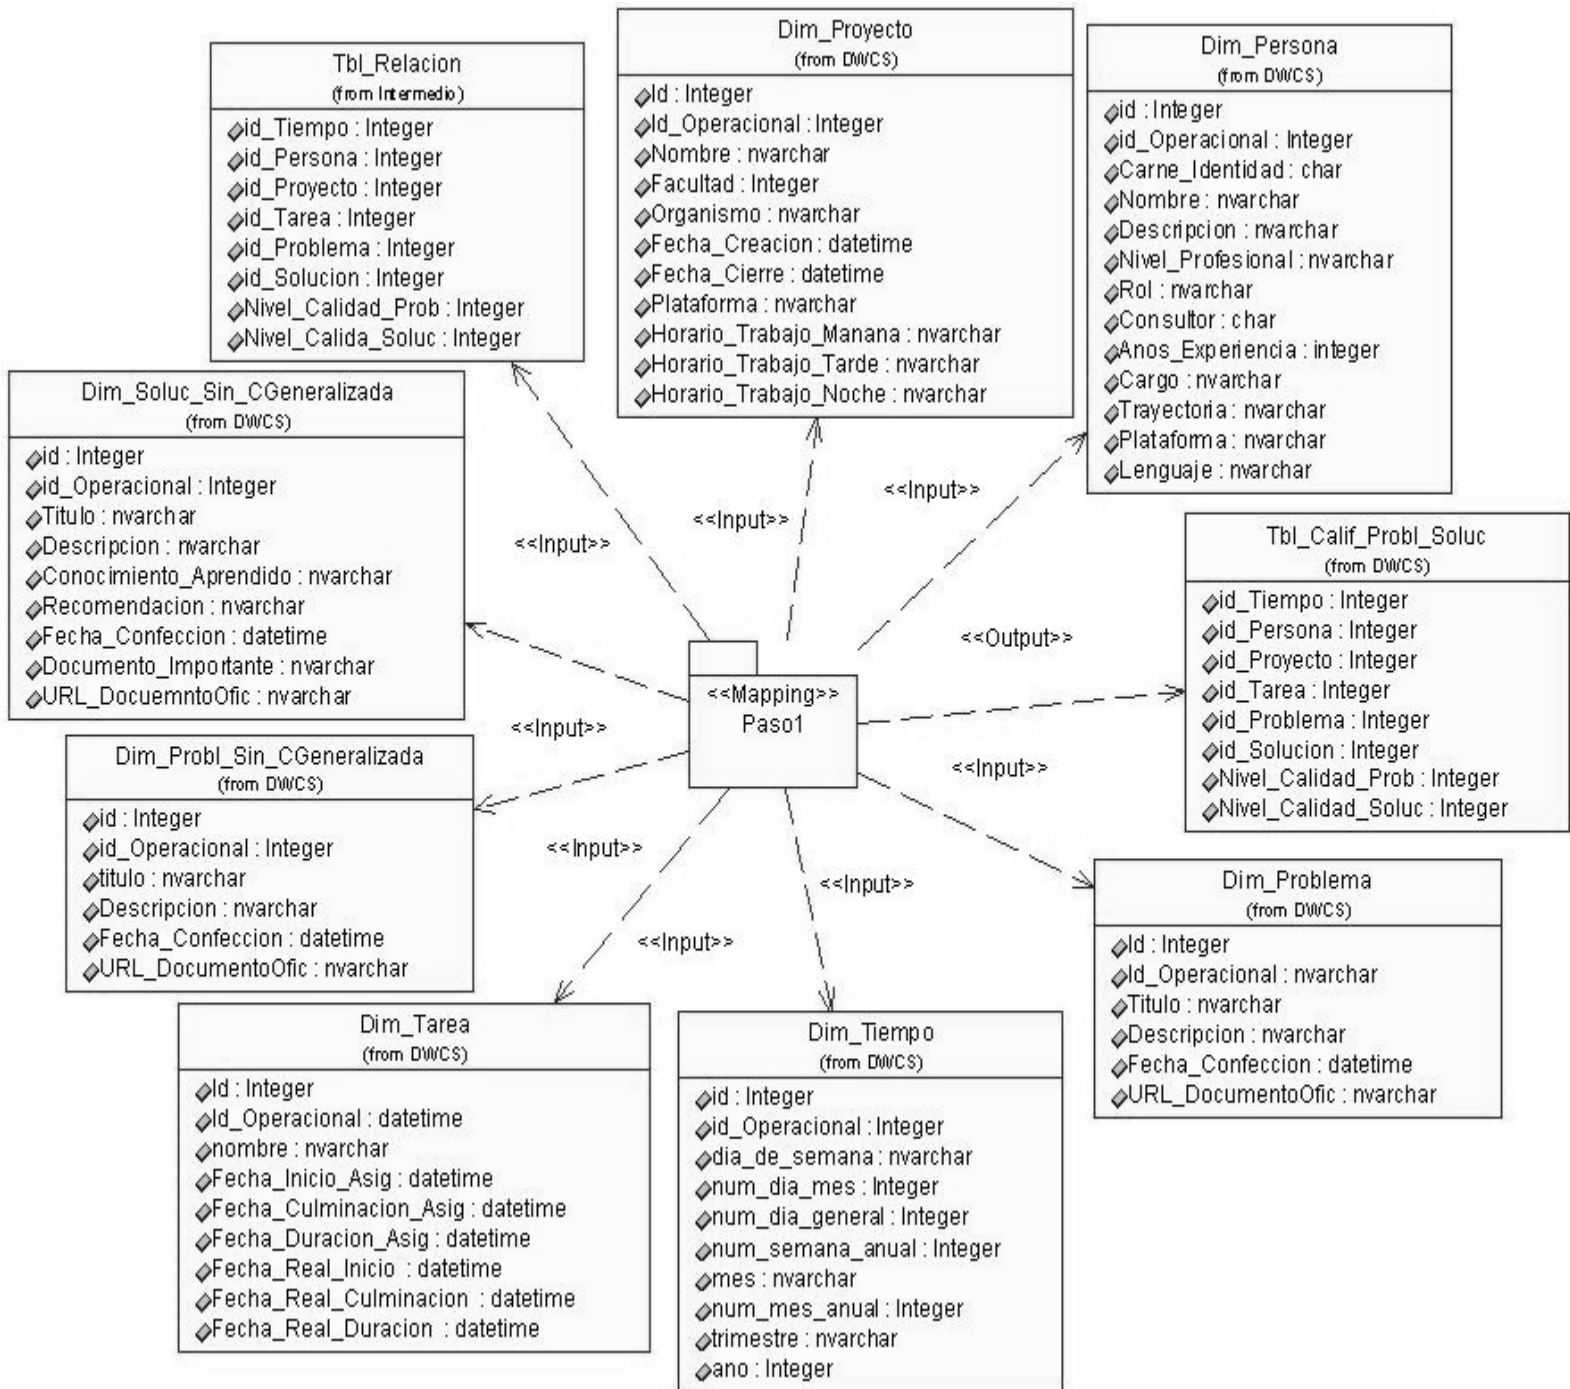 Tbl_Relacion
(from Intermedio)
id_Tiempo : Integer
id_Persona : Integer
id_Proyecto : Integer
id_Tarea : Integer
id_Problema : Integer
id_Solucion : Integer
Nivel_Calidad_Prob : Integer
Nivel_Calida_Soluc : Integer
Dim_Proyecto
(from DWCS)
Id : Integer
Id_Operacional : Integer
Nombre : nvarchar
Facultad : Integer
Organismo : nvarchar
Fecha_Creacion : datetime
Fecha_Cierre : datetime
Plataforma : nvarchar
Horario_Trabajo_Manana : nvarchar
Horario_Trabajo_Tarde : nvarchar
Horario_Trabajo_Noche : nvarchar
Dim_Persona
(from DWCS)
id : Integer
id_Operacional : Integer
Carne_Identidad : char
Nombre : nvarchar
Descripcion : nvarchar
Nivel_Profesional : nvarchar
Rol : nvarchar
Consultor : char
Anos_Experiencia : integer
Cargo : nvarchar
Trayectoria : nvarchar
Plataforma : nvarchar
Lenguaje : nvarchar
Dim_Soluc_Sin_CGeneralizada
(from DWCS)
id : Integer
id_Operacional : Integer
Titulo : nvarchar
Descripcion : nvarchar
Conocimiento_Aprendido : nvarchar
Recomendacion : nvarchar
Fecha_Confeccion : datetime
Documento_Importante : nvarchar
URL_DocuemntoOfic : nvarchar
<<Input>>
<<Input>>
<<Input>>
<<Output>>
Tbl_Calif_Probl_Soluc
(from DWCS)
id_Tiempo : Integer
id_Persona : Integer
id_Proyecto : Integer
id_Tarea : Integer
id_Problema : Integer
id_Solucion : Integer
Nivel_Calidad_Prob : Integer
Nivel_Calidad_Soluc : Integer
<<Mapping>>
Paso1
<<Input>>
<<Input>>
<<Input>>
<<Input>>
<<Input>>
Dim_Probl_Sin_CGeneralizada
(from DWCS)
id : Integer
id_Operacional : Integer
titulo : nvarchar
Descripcion : nvarchar
Fecha_Confeccion : datetime
URL_DocumentoOfic : nvarchar
Dim_Problema
(from DWCS)
Id : Integer
Id_Operacional : nvarchar
Titulo : nvarchar
Descripcion : nvarchar
Fecha_Confeccion : datetime
URL_DocumentoOfic : nvarchar
Dim_Tarea
(from DWCS)
Id : Integer
Id_Operacional : datetime
nombre : nvarchar
Fecha_Inicio_Asig : datetime
Fecha_Culminacion_Asig : datetime
Fecha_Duracion_Asig : datetime
Fecha_Real_Inicio : datetime
Fecha_Real_Culminacion : datetime
Fecha_Real_Duracion : datetime
Dim_Tiempo
(from DWCS)
id : Integer
id_Operacional : Integer
dia_de_semana : nvarchar
num_dia_mes : Integer
num_dia_general : Integer
num_semana_anual : Integer
mes : nvarchar
num_mes_anual : Integer
trimestre : nvarchar
ano : Integer